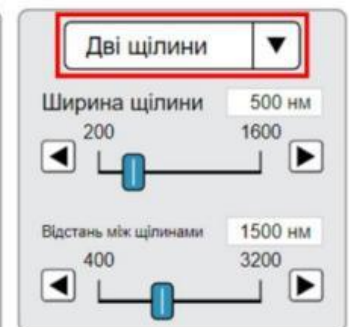 Дві щілини
Ширина щілини 500 нм
200 1600
Відстань між щілинами 1500 нм
400 3200